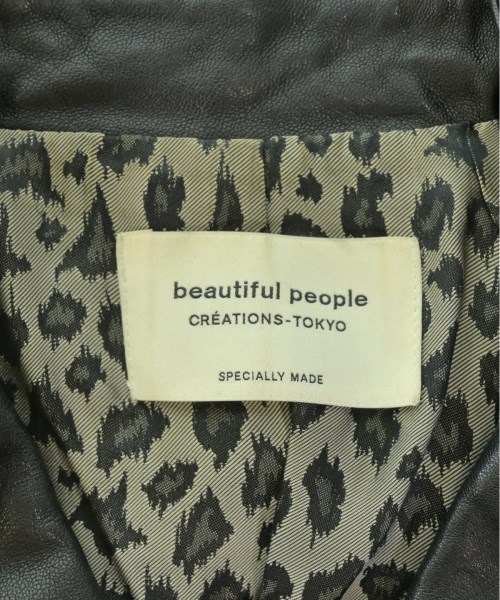 beautiful people
CRÉATIONS-TOKYO
SPECIALLY MADE